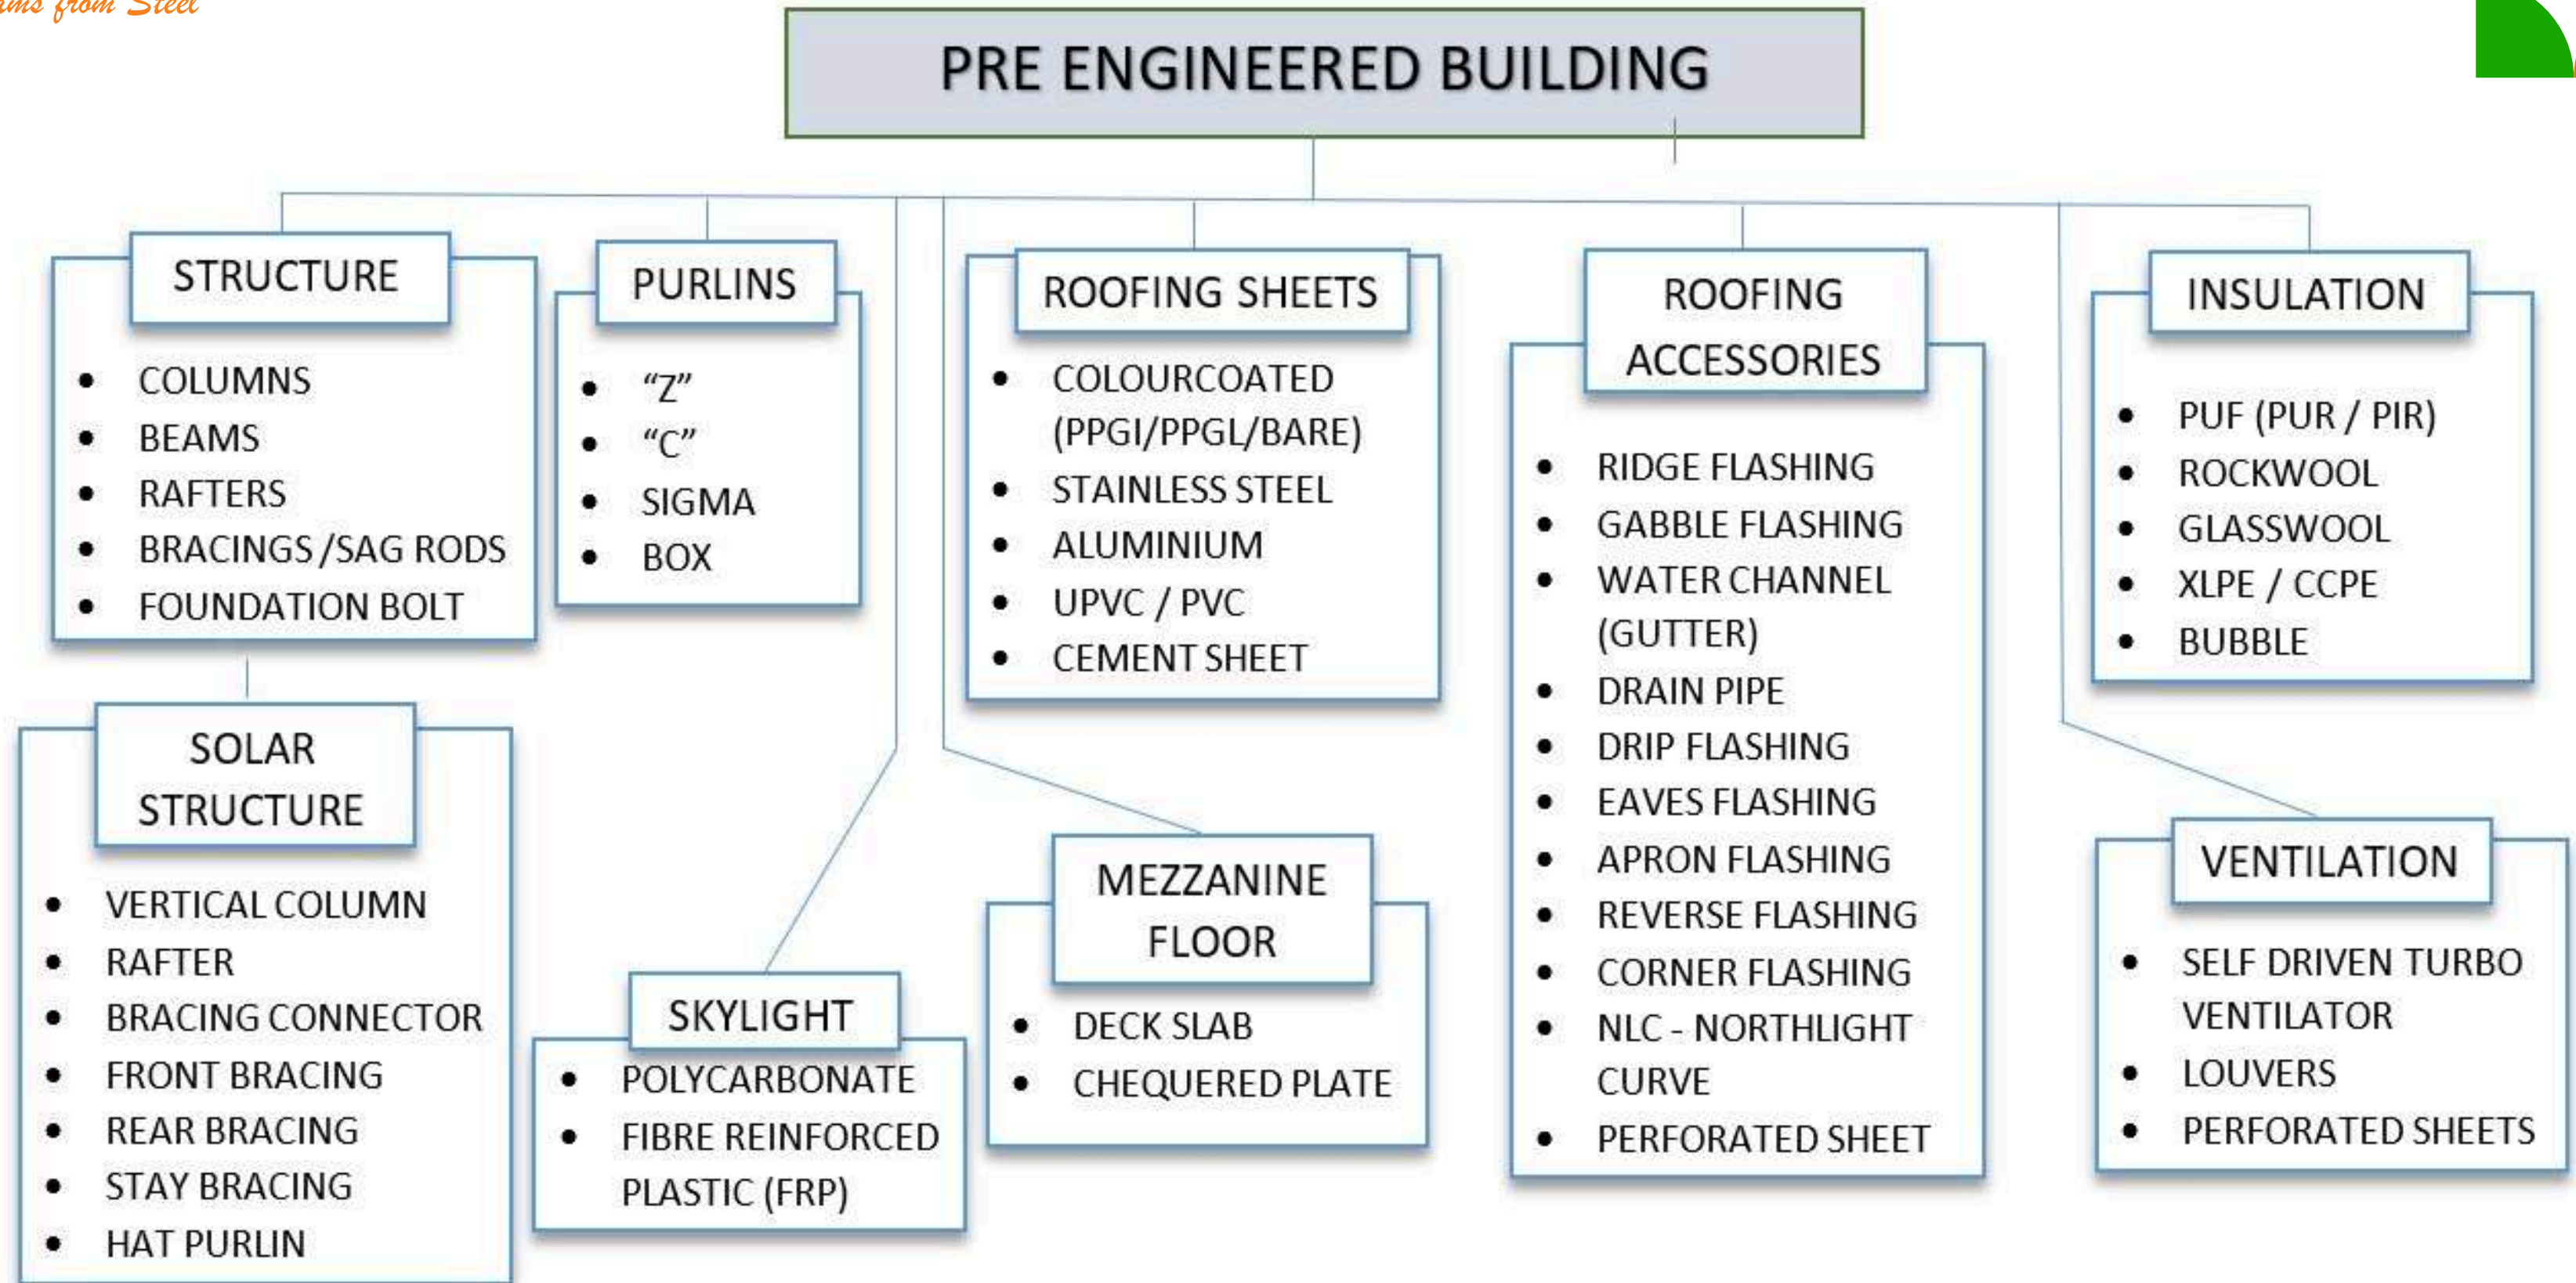 from Steel
PRE ENGINEERED BUILDING
STRUCTURE
• COLUMNS
• BEAMS
• RAFTERS
• BRACINGS/SAG RODS
• FOUNDATION BOLT
PURLINS
• “Z”
• “C”
• SIGMA
• BOX
ROOFING SHEETS
• COLOURCOATED
(PPGI/PPGL/BARE)
• STAINLESS STEEL
• ALUMINIUM
• UPVC / PVC
• CEMENT SHEET
ROOFING
ACCESSORIES
• RIDGE FLASHING
• GABBLE FLASHING
• WATER CHANNEL
(GUTTER)
• DRAIN PIPE
• DRIP FLASHING
• EAVES FLASHING
• APRON FLASHING
• REVERSE FLASHING
• CORNER FLASHING
• NLC - NORTHLIGHT
CURVE
• PERFORATED SHEET
INSULATION
• PUF (PUR / PIR)
• ROCKWOOL
• GLASSWOOL
• XLPE / CCPE
• BUBBLE
SOLAR
STRUCTURE
• VERTICAL COLUMN
• RAFTER
• BRACING CONNECTOR
• FRONT BRACING
• REAR BRACING
• STAY BRACING
• HAT PURLIN
SKYLIGHT
• POLYCARBONATE
• FIBRE REINFORCED
PLASTIC (FRP)
MEZZANINE
FLOOR
• DECK SLAB
• CHEQUERED PLATE
VENTILATION
• SELF DRIVEN TURBO
VENTILATOR
• LOUVERS
• PERFORATED SHEETS